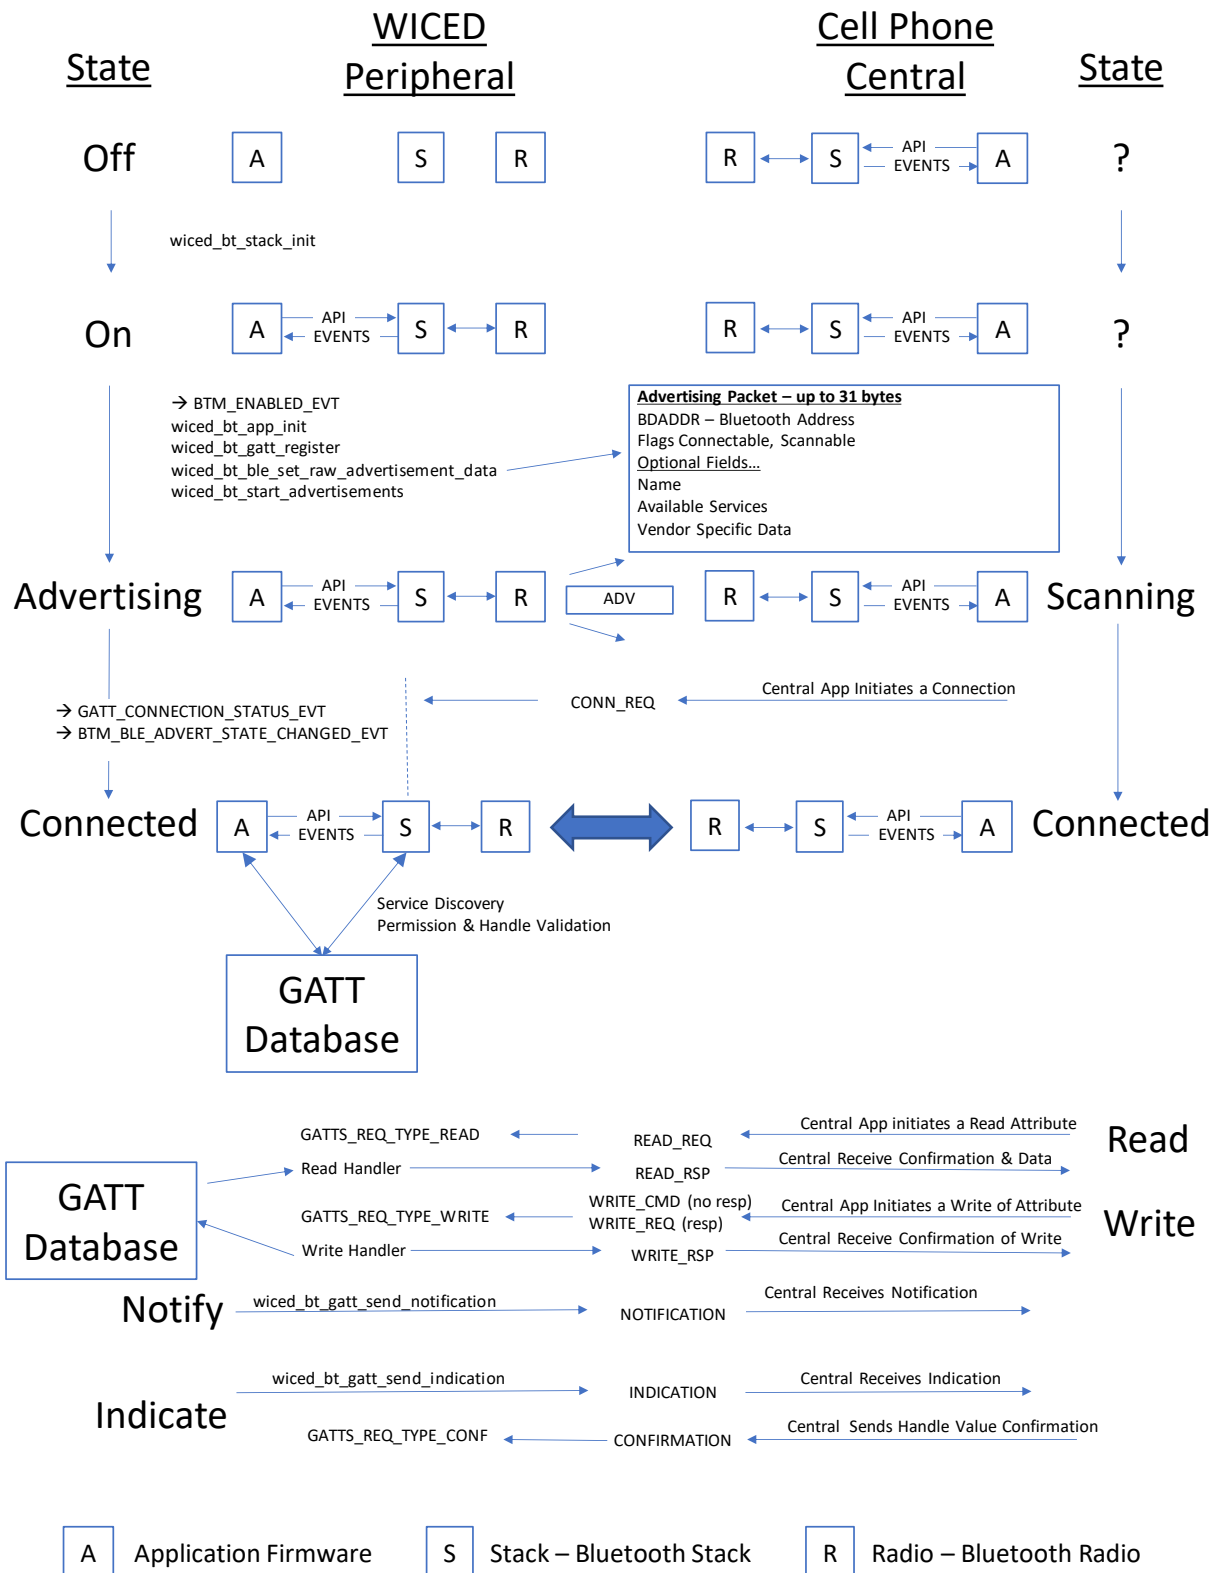 State
WICED
Peripheral
Cell Phone
Central
State
Off
A
S
R
R
S
API
EVENTS
A
?
wiced_bt_stack_init
On
A
API
EVENTS
S
R
R
S
API
EVENTS
A
?
→ BTM_ENABLED_EVT
wiced_bt_app_init
wiced_bt_gatt_register
wiced_bt_ble_set_raw_advertisement_data
wiced_bt_start_advertisements
Advertising Packet – up to 31 bytes
BDADDR – Bluetooth Address
Flags Connectable, Scannable
Optional Fields...
Name
Available Services
Vendor Specific Data
Advertising
A
API
EVENTS
S
R
ADV
R
S
API
EVENTS
A
Scanning
CONN_REQ
Central App Initiates a Connection
→ GATT_CONNECTION_STATUS_EVT
→ BTM_BLE_ADVERT_STATE_CHANGED_EVT
Connected
A
API
EVENTS
S
R
R
S
API
EVENTS
A
Connected
Service Discovery
Permission & Handle Validation
GATT
Database
GATTS_REQ_TYPE_READ
READ_REQ
Central App initiates a Read Attribute
Read
Read Handler
READ_RSP
Central Receive Confirmation & Data
GATT
Database
GATTS_REQ_TYPE_WRITE
WRITE_CMD (no resp)
WRITE_REQ (resp)
Central App Initiates a Write of Attribute
Write
Write Handler
WRITE_RSP
Central Receive Confirmation of Write
Notify
wiced_bt_gatt_send_notification
NOTIFICATION
Central Receives Notification
Indicate
wiced_bt_gatt_send_indication
INDICATION
Central Receives Indication
GATTS_REQ_TYPE_CONF
CONFIRMATION
Central Sends Handle Value Confirmation
A
Application Firmware
S
Stack – Bluetooth Stack
R
Radio – Bluetooth Radio